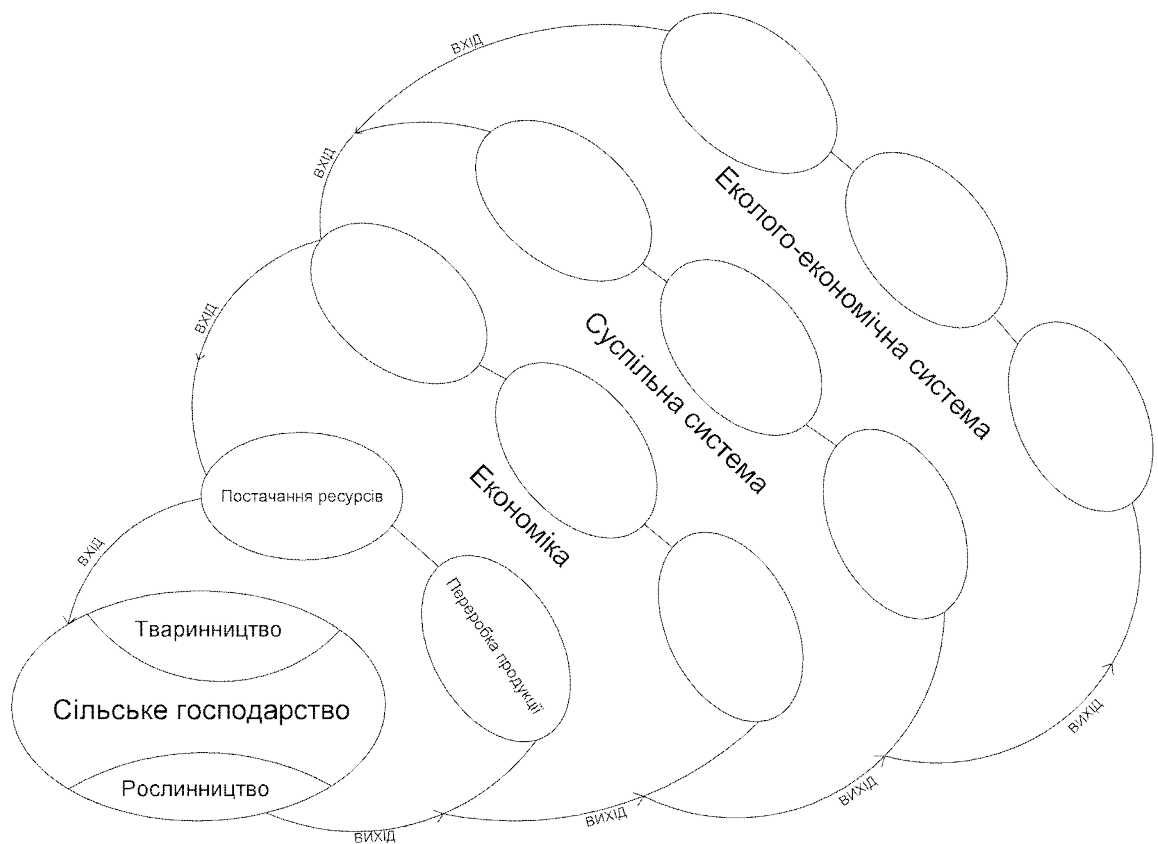 ВХІД
ВХІД
Еколого-економічна система
ВХІД
Суспільна система
Економіка
Постачання ресурсів
ВХІД
Переробка продукції
Тваринництво
Сільське господарство
Рослинництво
ВИХІД
ВИХІД
ВИХІД
ВИХІД